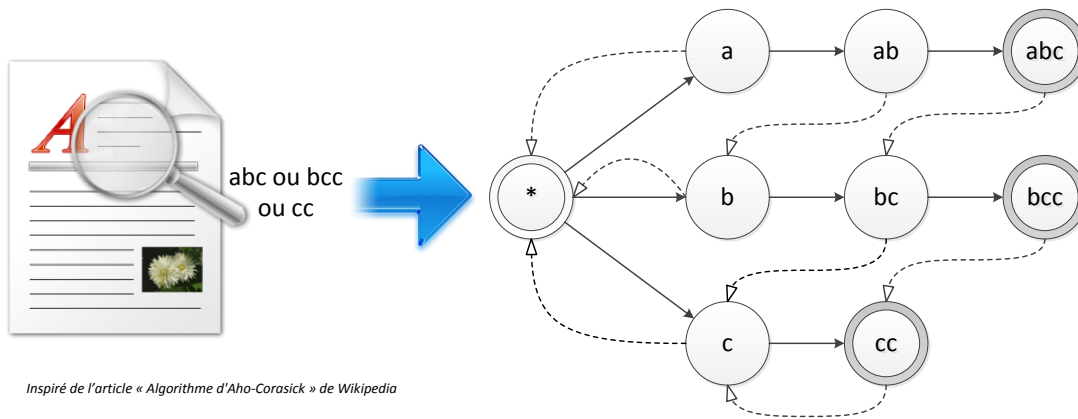 A
abc ou bcc
ou cc
a
ab
abc
*
b
bc
bcc
c
cc
Inspiré de l’article « Algorithme d'Aho-Corasick » de Wikipedia